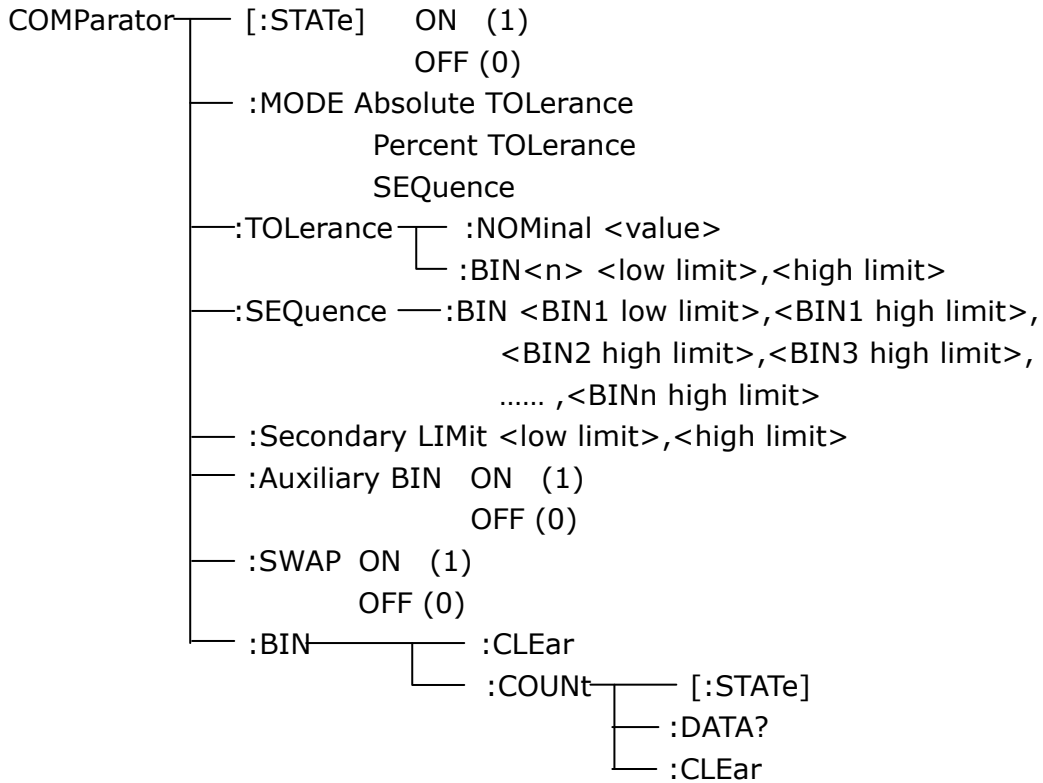 COMParator [:STATe] ON (1)
OFF (0)
:MODE Absolute TOLerance
Percent TOLerance
SEQuence
:TOLerance :NOMinal <value>
:BIN<n> <low limit>,<high limit>
:SEQuence :BIN <BIN1 low limit>,<BIN1 high limit>,
<BIN2 high limit>,<BIN3 high limit>,
...... ,<BINn high limit>
:Secondary LIMit <low limit>,<high limit>
:Auxiliary BIN ON (1)
OFF (0)
:SWAP ON (1)
OFF (0)
:BIN :CLEar
:COUNt [:STATe]
:DATA?
:CLEar